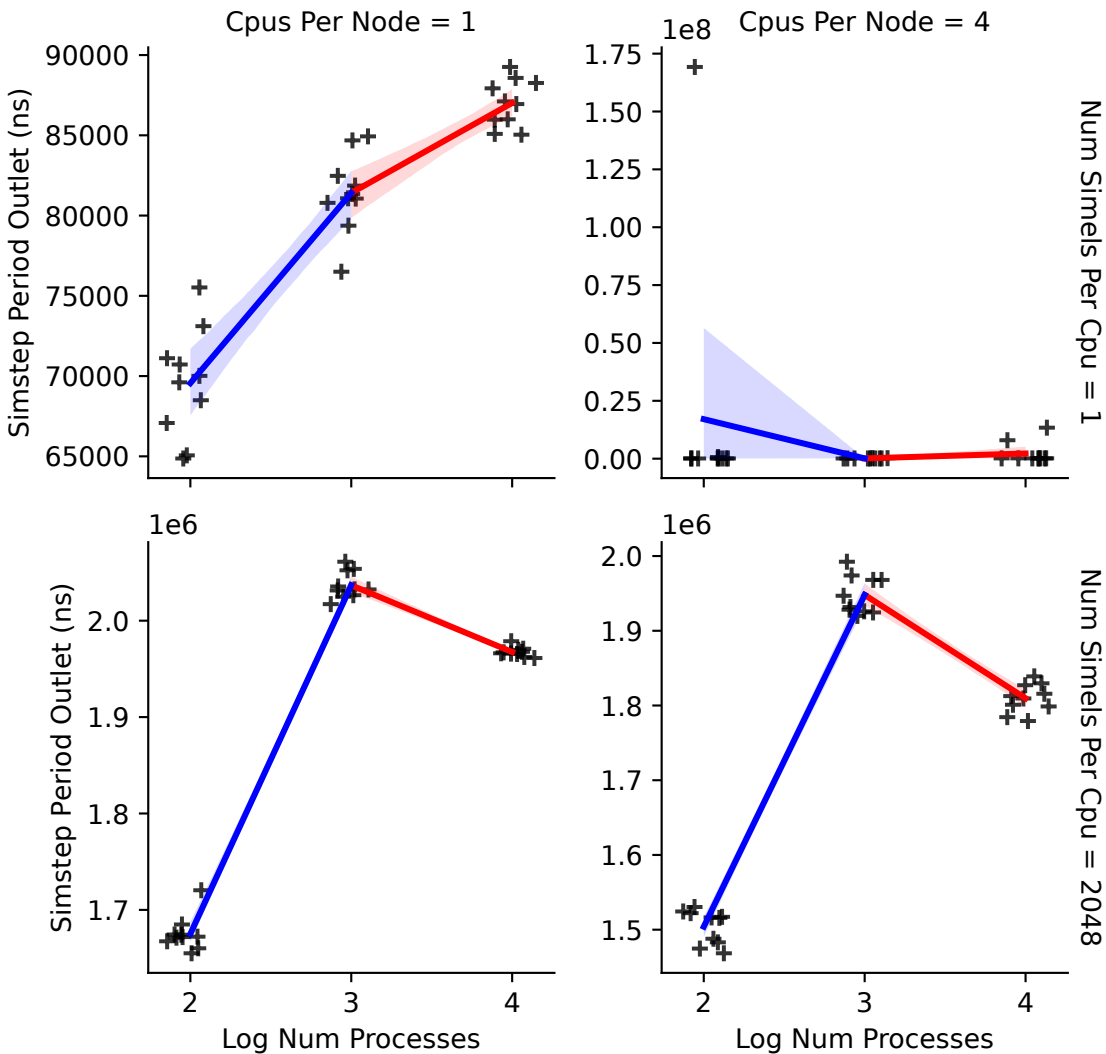 Cpus Per Node = 1
1e8
Cpus Per Node = 4
90000
85000
80000
75000
70000
65000
Simstep Period Outlet (ns)
1.75
1.50
1.25
1.00
0.75
0.50
0.25
0.00
Num Simels Per Cpu = 1
1e6
2.0
1.9
1.8
1.7
Simstep Period Outlet (ns)
2
3
4
Log Num Processes
1e6
2.0
1.9
1.8
1.7
1.6
1.5
2
3
4
Log Num Processes
Num Simels Per Cpu = 2048